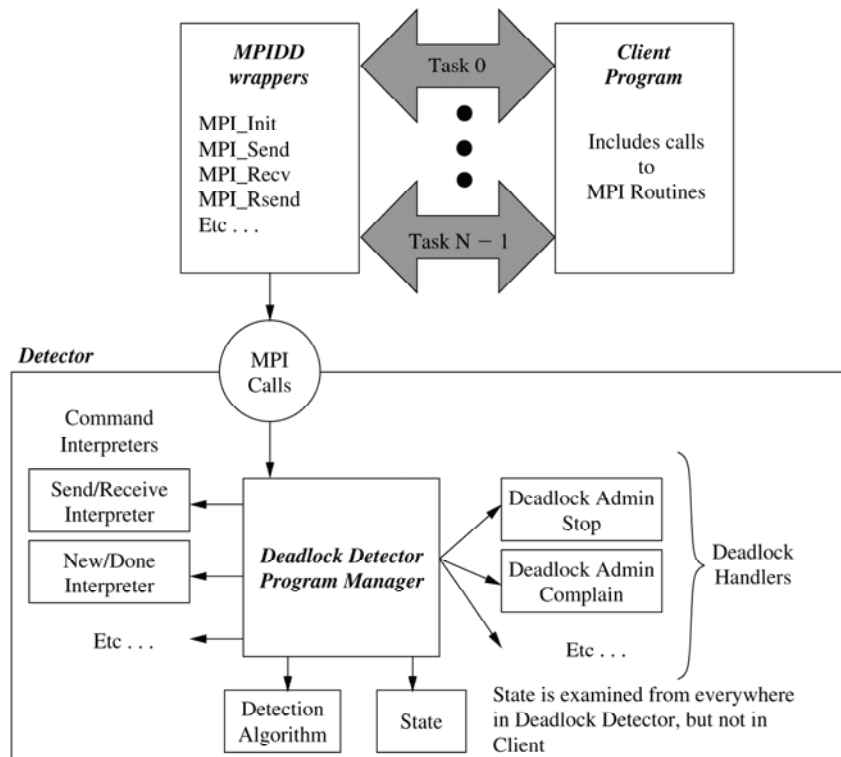 MPIDD
wrappers
MPI_Init
MPI_Send
MPI_Recv
MPI_Rsend
Etc . . .
Task 0
Task N − 1
Client
Program
Includes calls
to
MPI Routines
Detector
MPI
Calls
Command
Interpreters
Send/Receive
Interpreter
New/Done
Interpreter
Etc . . .
Deadlock Detector
Program Manager
Deadlock Admin
Stop
Deadlock Admin
Complain
Etc . . .
Deadlock
Handlers
Detection
Algorithm
State
State is examined from everywhere
in Deadlock Detector, but not in
Client